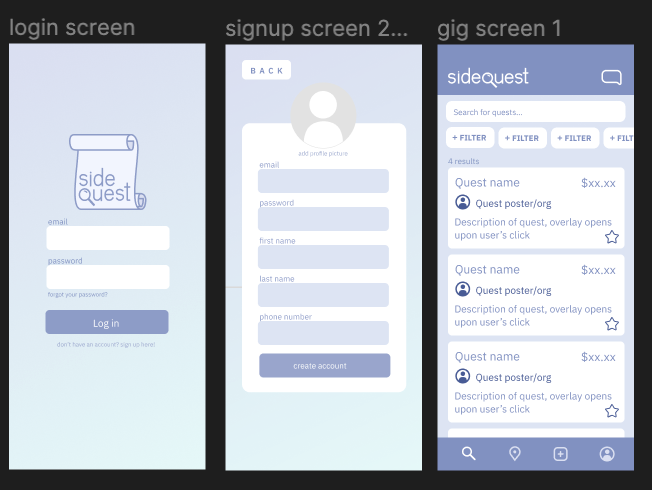 login screen
side
Quest
email
password
forgot your password?
Log in
don't have an account? sign up here!
signup screen 2...
BACK
add profile picture
email
password
first name
last name
phone number
create account
gig screen 1
sideQuest
Search for quests...
+ FILTER
+ FILTER
+ FILTER
+ FILT
4 results
Quest name
$xx.xx
Quest poster/org
Description of quest, overlay opens
upon user's click
Quest name
$xx.xx
Quest poster/org
Description of quest, overlay opens
upon user's click
Quest name
$xx.xx
Quest poster/org
Description of quest, overlay opens
upon user's click